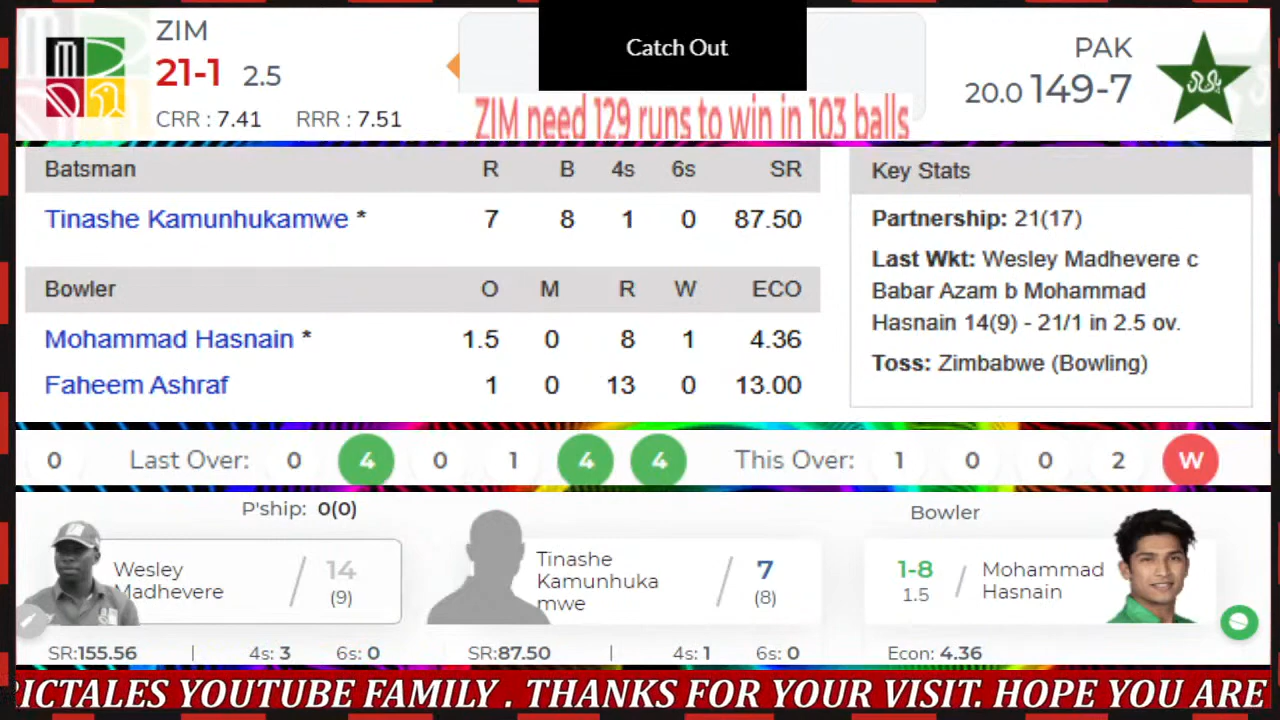 ZIM
21-1 2.5
CRR : 7.41 RRR : 7.51
Catch Out
ZIM need 129 runs to win in 103 balls
PAK
20.0 149-7
Batsman R B 4s 6s SR
Tinashe Kamunhukamwe * 7 8 1 0 87.50
Bowler O M R W ECO
Mohammad Hasnain * 1.5 0 8 1 4.36
Faheem Ashraf 1 0 13 0 13.00
Key Stats
Partnership: 21(17)
Last Wkt: Wesley Madhevere c
Babar Azam b Mohammad
Hasnain 14(9) - 21/1 in 2.5 ov.
Toss: Zimbabwe (Bowling)
0 Last Over: 0 4 0 1 4 4 This Over: 1 0 0 2 W
P'ship: 0(0)
Wesley
Madhevere
14
(9)
SR:155.56 | 4s: 3 6s: 0
Tinashe
Kamunhuka
mwe
7
(8)
SR:87.50 | 4s: 1 6s: 0
Bowler
1-8
1.5
Mohammad
Hasnain
Econ: 4.36
RICTALES YOUTUBE FAMILY . THANKS FOR YOUR VISIT. HOPE YOU ARE